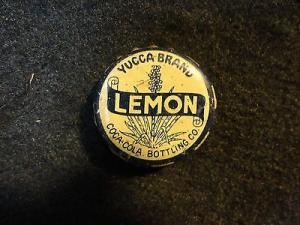 YUCCA-BRAND
LEMON
COCA-COLA BOTTLING CO.